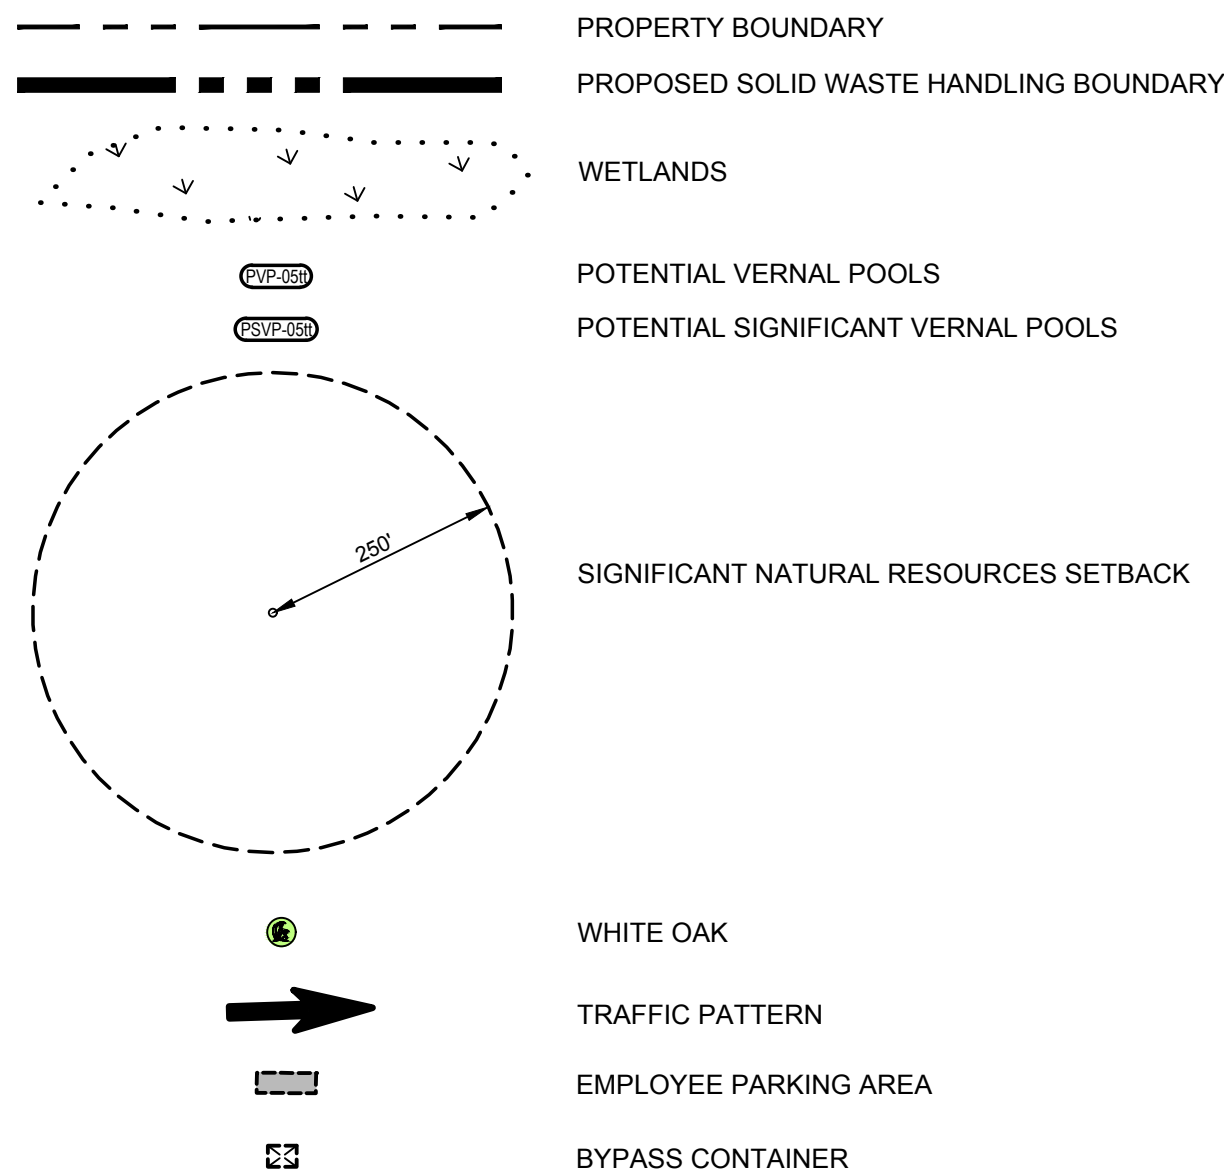 PROPERTY BOUNDARY
PROPOSED SOLID WASTE HANDLING BOUNDARY
WETLANDS
PVP-05tt POTENTIAL VERNAL POOLS
PSVP-05tt POTENTIAL SIGNIFICANT VERNAL POOLS
250'
SIGNIFICANT NATURAL RESOURCES SETBACK
WHITE OAK
TRAFFIC PATTERN
EMPLOYEE PARKING AREA
BYPASS CONTAINER